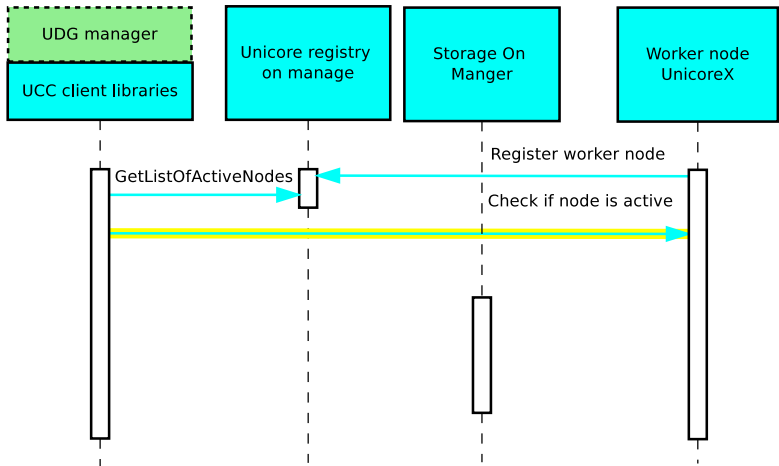 UDG manager
UCC client libraries
Unicore registry
on manage
Storage On
Manger
Worker node
UnicoreX
Register worker node
GetListOfActiveNodes
Check if node is active